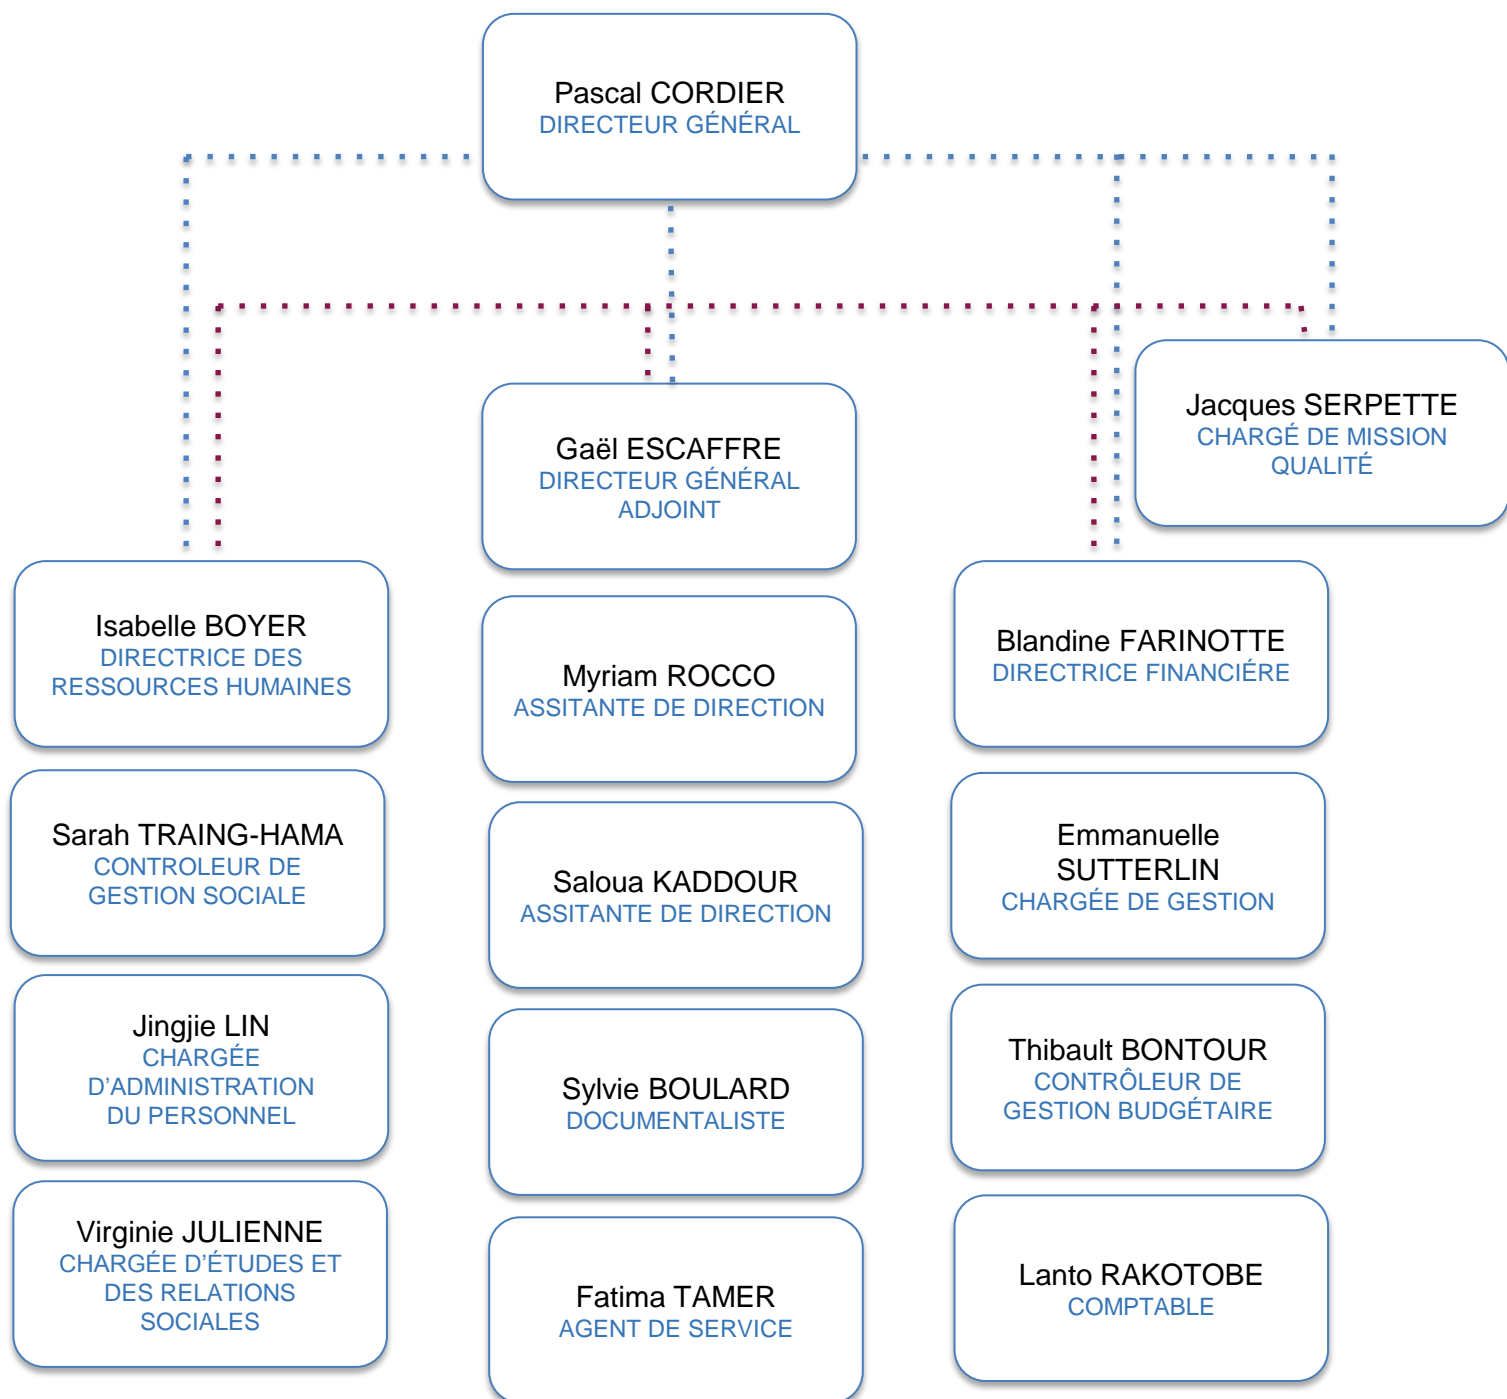 Pascal CORDIER
DIRECTEUR GÉNÉRAL
Jacques SERPETTE
CHARGÉ DE MISSION
QUALITÉ
Gaël ESCAFFRE
DIRECTEUR GÉNÉRAL
ADJOINT
Isabelle BOYER
DIRECTRICE DES
RESSOURCES HUMAINES
Myriam ROCCO
ASSITANTE DE DIRECTION
Blandine FARINOTTE
DIRECTRICE FINANCIÉRE
Sarah TRAING-HAMA
CONTROLEUR DE
GESTION SOCIALE
Saloua KADDOUR
ASSITANTE DE DIRECTION
Emmanuelle
SUTTERLIN
CHARGÉE DE GESTION
Jingjie LIN
CHARGÉE
D’ADMINISTRATION
DU PERSONNEL
Sylvie BOULARD
DOCUMENTALISTE
Thibault BONTOUR
CONTRÔLEUR DE
GESTION BUDGÉTAIRE
Virginie JULIENNE
CHARGÉE D’ÉTUDES ET
DES RELATIONS
SOCIALES
Fatima TAMER
AGENT DE SERVICE
Lanto RAKOTOBE
COMPTABLE